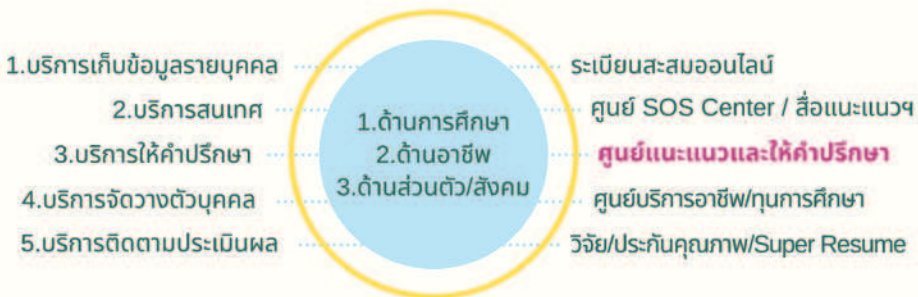 1.บริการเก็บข้อมูลรายบุคคล
2.บริการสนเทศ
3.บริการให้คำปรึกษา
4.บริการจัดวางตัวบุคคล
5.บริการติดตามประเมินผล
1.ด้านการศึกษา
2.ด้านอาชีพ
3.ด้านส่วนตัว/สังคม
ระเบียนสะสมออนไลน์
ศูนย์ SOS Center / สื่อแนะแนวฯ
ศูนย์แนะแนวและให้คำปรึกษา
ศูนย์บริการอาชีพ/ทุนการศึกษา
วิจัย/ประกันคุณภาพ/Super Resume